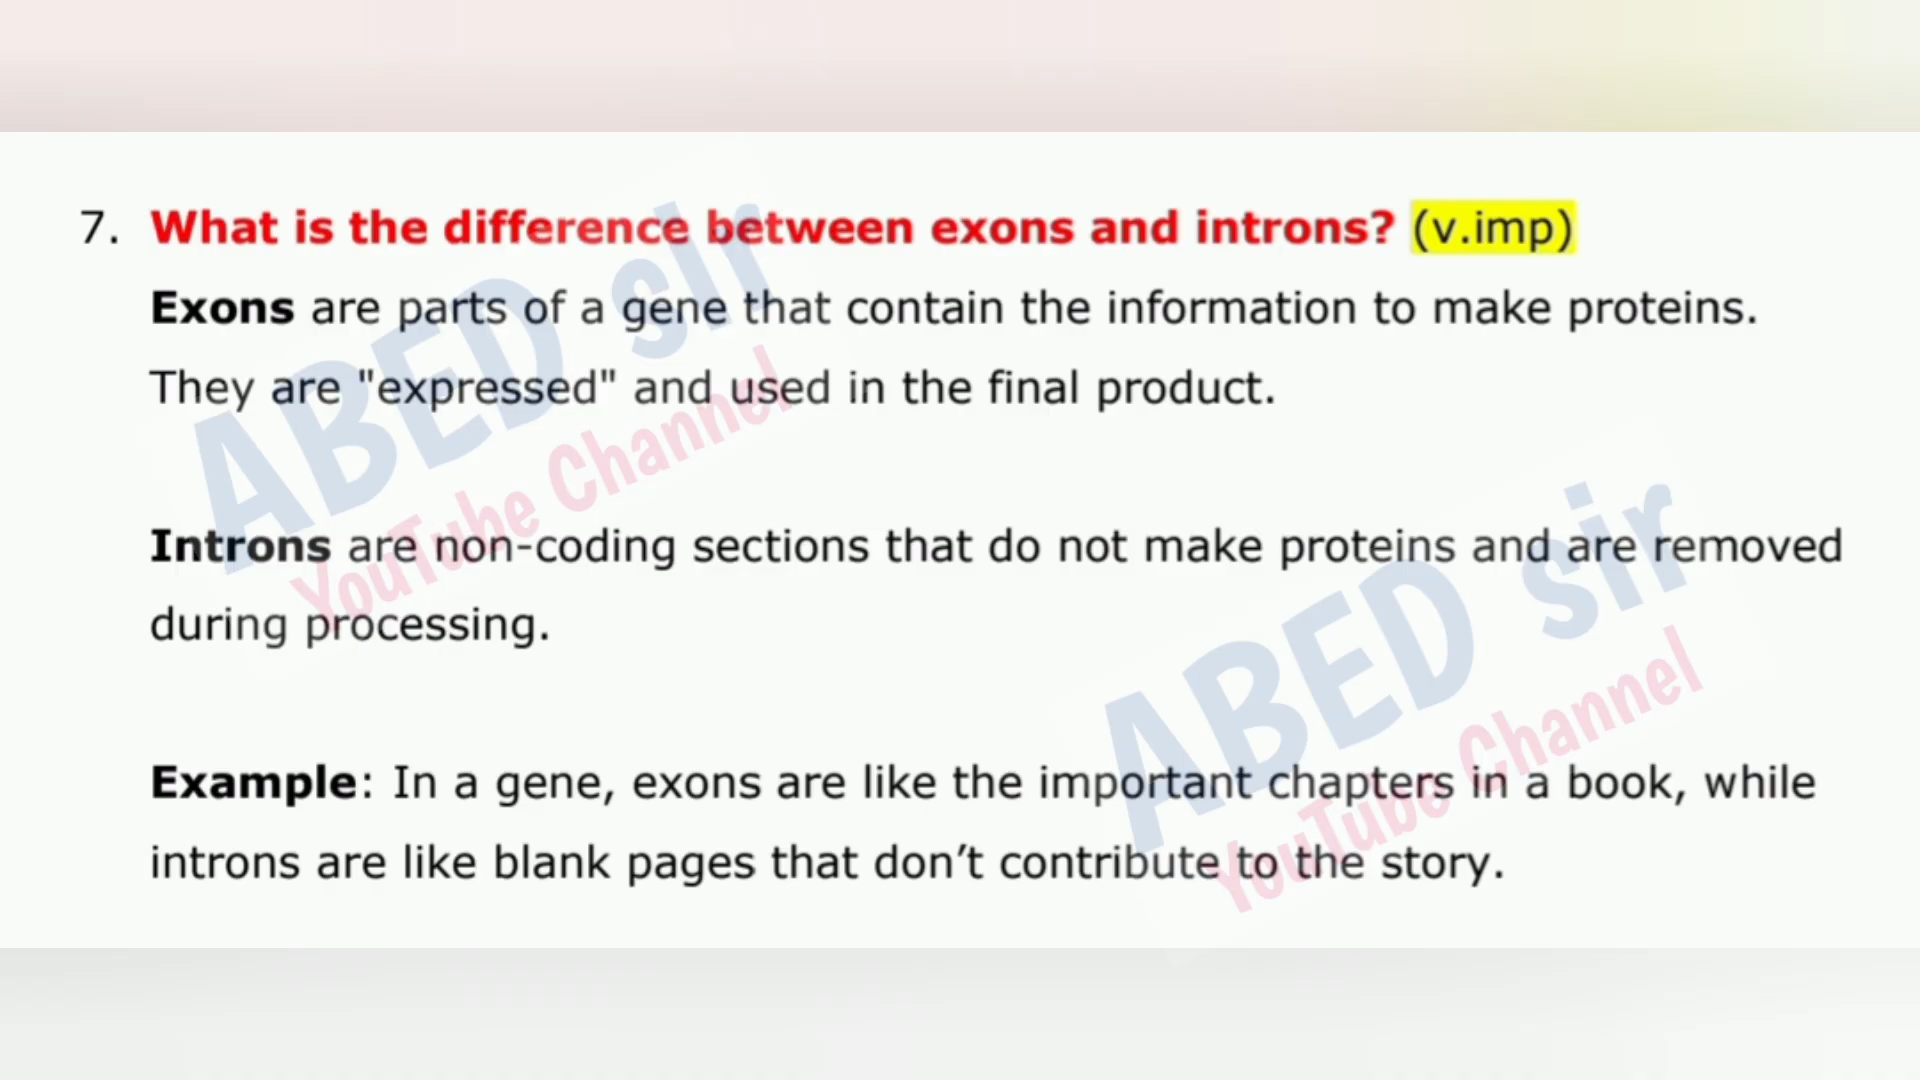 7. What is the difference between exons and introns? (v.imp)
Exons are parts of a gene that contain the information to make proteins.
They are "expressed" and used in the final product.
Introns are non-coding sections that do not make proteins and are removed
during processing.
Example: In a gene, exons are like the important chapters in a book, while
introns are like blank pages that don’t contribute to the story.
ABED sir
YouTube Channel
ABED sir
YouTube Channel